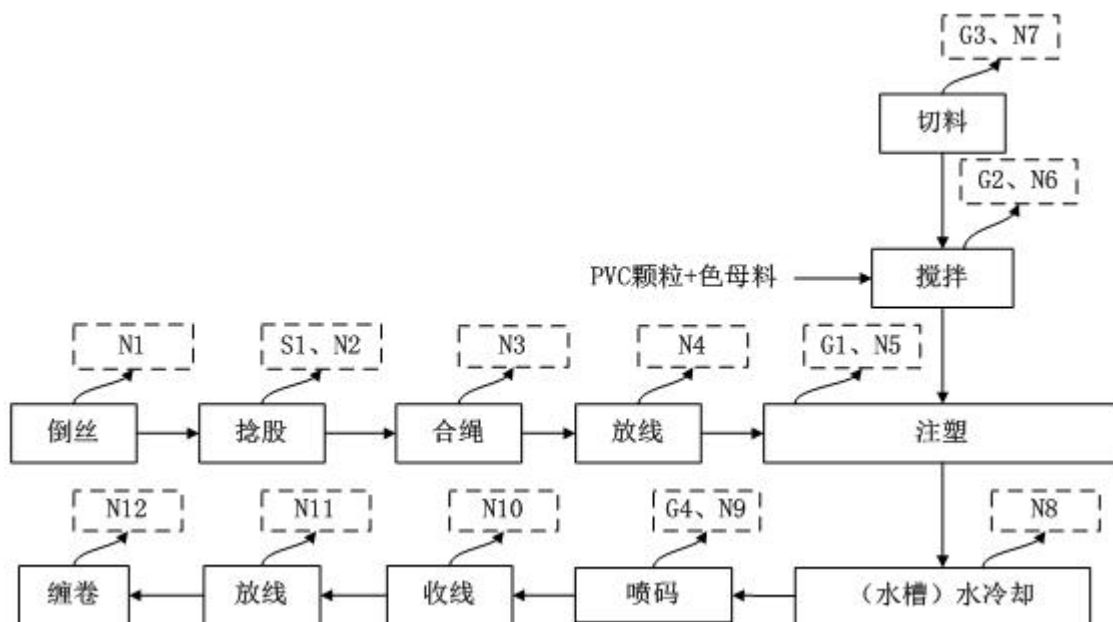 G3、N7
切料
G2、N6
PVC颗粒+色母料
搅拌
N1
S1、N2
N3
N4
G1、N5
倒丝
捻股
合绳
放线
注塑
N12
N11
N10
G4、N9
N8
缠卷
放线
收线
喷码
（水槽）水冷却